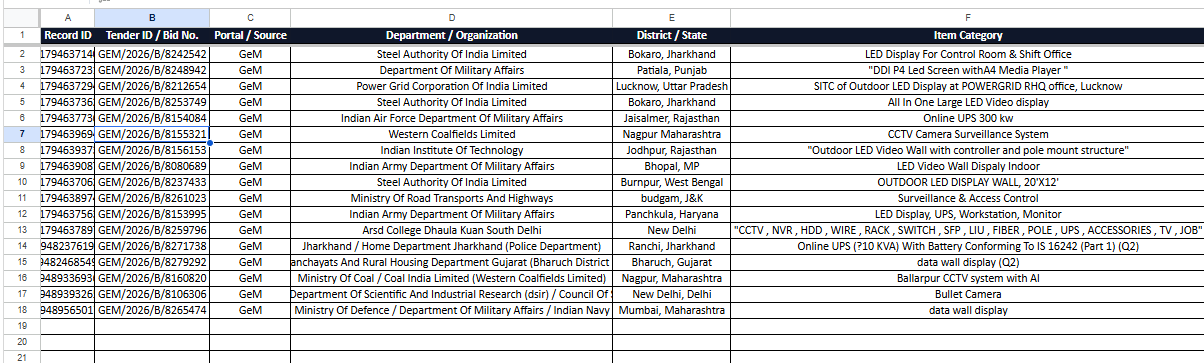 A B C D E F
1 Record ID Tender ID / Bid No. Portal / Source Department / Organization District / State Item Category
2 1794637140 GEM/2026/B/8242542 GeM Steel Authority Of India Limited Bokaro, Jharkhand LED Display For Control Room & Shift Office
3 179463723 GEM/2026/B/8248942 GeM Department Of Military Affairs Patiala, Punjab "DDI P4 Led Screen withA4 Media Player "
4 179463729 GEM/2026/B/8212654 GeM Power Grid Corporation Of India Limited Lucknow, Uttar Pradesh SITC of Outdoor LED Display at POWERGRID RHQ office, Lucknow
5 179463736 GEM/2026/B/8253749 GeM Steel Authority Of India Limited Bokaro, Jharkhand All In One Large LED Video display
6 179463773 GEM/2026/B/8154084 GeM Indian Air Force Department Of Military Affairs Jaisalmer, Rajasthan Online UPS 300 kw
7 179463969 GEM/2026/B/8155321 GeM Western Coalfields Limited Nagpur Maharashtra CCTV Camera Surveillance System
8 179463937 GEM/2026/B/8156153 GeM Indian Institute Of Technology Jodhpur, Rajasthan "Outdoor LED Video Wall with controller and pole mount structure"
9 179463908 GEM/2026/B/8080689 GeM Indian Army Department Of Military Affairs Bhopal, MP LED Video Wall Dispaly Indoor
10 179463706 GEM/2026/B/8237433 GeM Steel Authority Of India Limited Burnpur, West Bengal OUTDOOR LED DISPLAY WALL, 20'X12'
11 179463897 GEM/2026/B/8261023 GeM Ministry Of Road Transports And Highways budgam, J&K Surveillance & Access Control
12 179463756 GEM/2026/B/8153995 GeM Indian Army Department Of Military Affairs Panchkula, Haryana LED Display, UPS, Workstation, Monitor
13 179463789 GEM/2026/B/8259796 GeM Arsd College Dhaula Kuan South Delhi New Delhi "CCTV , NVR , HDD , WIRE , RACK , SWITCH , SFP , LIU , FIBER , POLE , UPS , ACCESSORIES , TV , JOB"
14 948237619 GEM/2026/B/8271738 GeM Jharkhand / Home Department Jharkhand (Police Department) Ranchi, Jharkhand Online UPS (?10 KVA) With Battery Conforming To IS 16242 (Part 1) (Q2)
15 948246854 GEM/2026/B/8279292 GeM anchayats And Rural Housing Department Gujarat (Bharuch District Bharuch, Gujarat data wall display (Q2)
16 948933693 GEM/2026/B/8160820 GeM Ministry Of Coal / Coal India Limited (Western Coalfields Limited) Nagpur, Maharashtra Ballarpur CCTV system with AI
17 948939326 GEM/2026/B/8106306 GeM Department Of Scientific And Industrial Research (dsir) / Council Of New Delhi, Delhi Bullet Camera
18 948956501 GEM/2026/B/8265474 GeM Ministry Of Defence / Department Of Military Affairs / Indian Navy Mumbai, Maharashtra data wall display
19
20
21